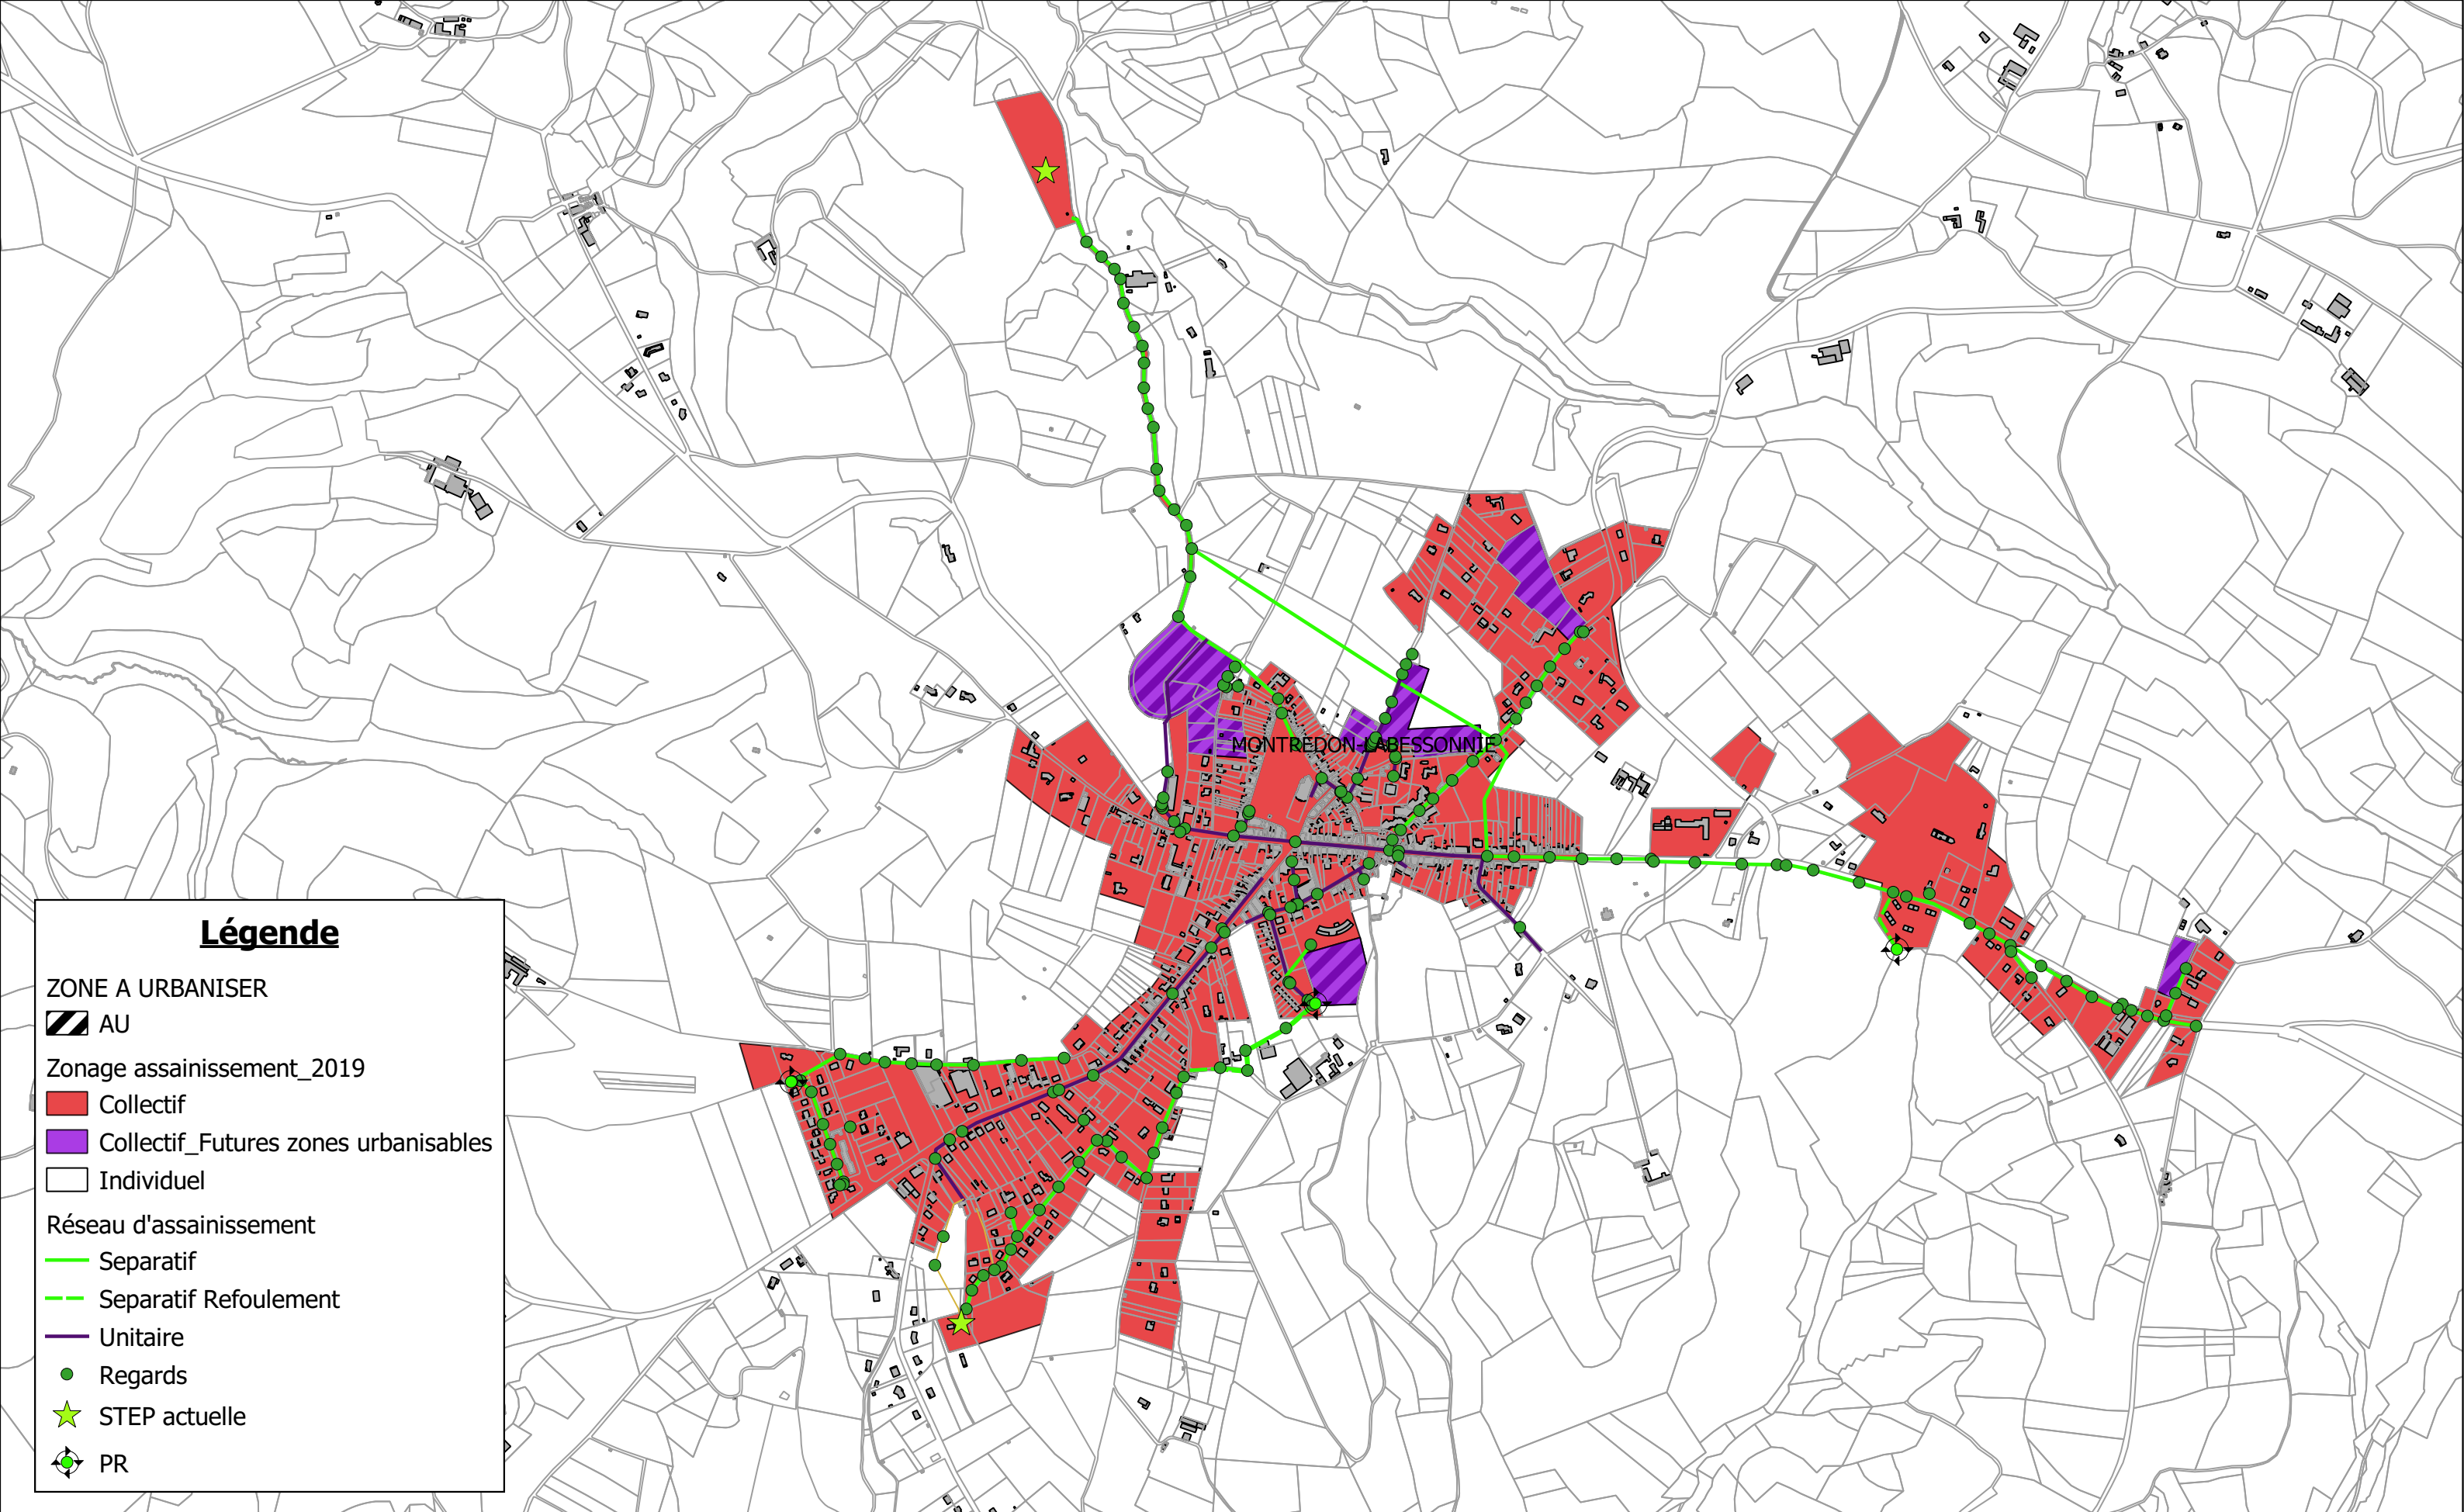 MONTREDON-LABESSONNIE
Légende
ZONE A URBANISER
AU
Zonage assainissement_2019
Collectif
Collectif_Futures zones urbanisables
Individuel
Réseau d'assainissement
Separatif
Separatif Refoulement
Unitaire
Regards
STEP actuelle
PR